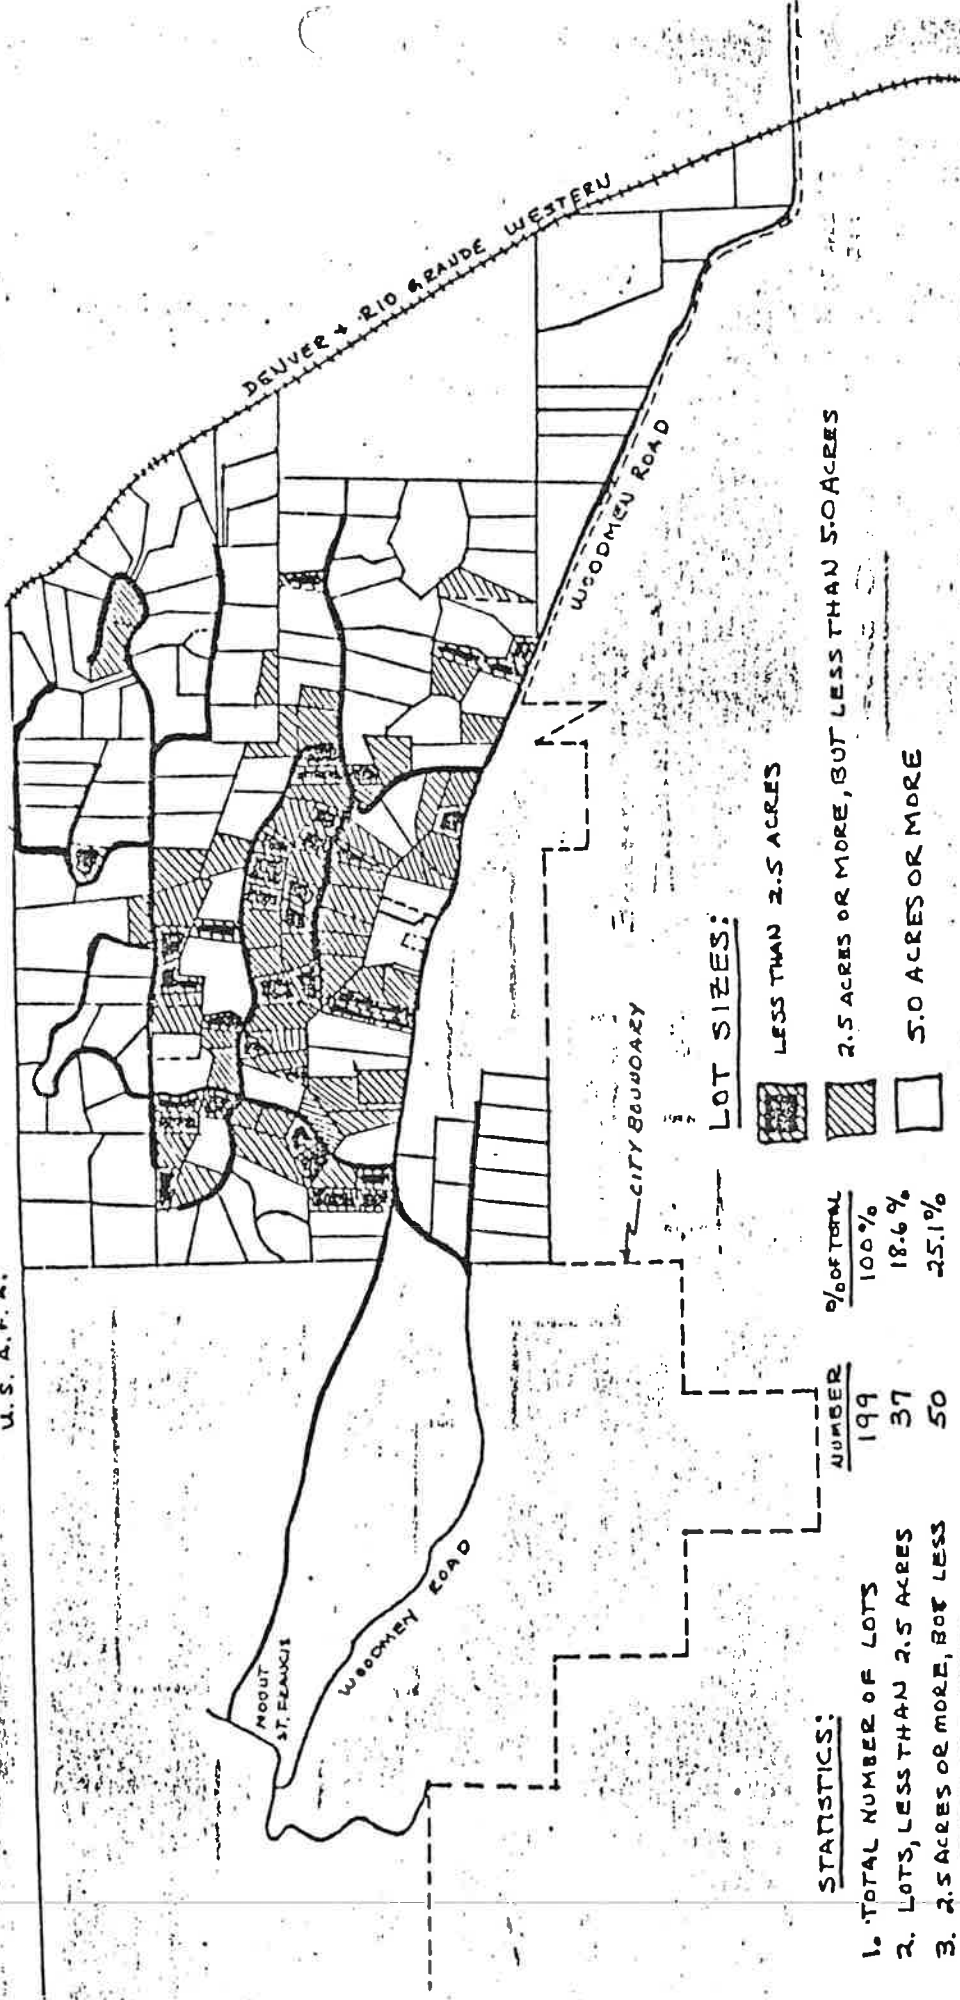 U. S. A. F. A.
DENVER & RIO GRANDE WESTERN
WOODMEN ROAD
MOOUT
ST. FRANCIS
WOODMEN ROAD
CITY BOUNDARY
LOT SIZES:
LESS THAN 2.5 ACRES
2.5 ACRES OR MORE, BUT LESS THAN 5.0 ACRES
5.0 ACRES OR MORE
STATISTICS:
NUMBER % OF TOTAL
1. TOTAL NUMBER OF LOTS 199 100%
2. LOTS, LESS THAN 2.5 ACRES 37 18.6%
3. 2.5 ACRES OR MORE, BOT LESS 50 25.1%